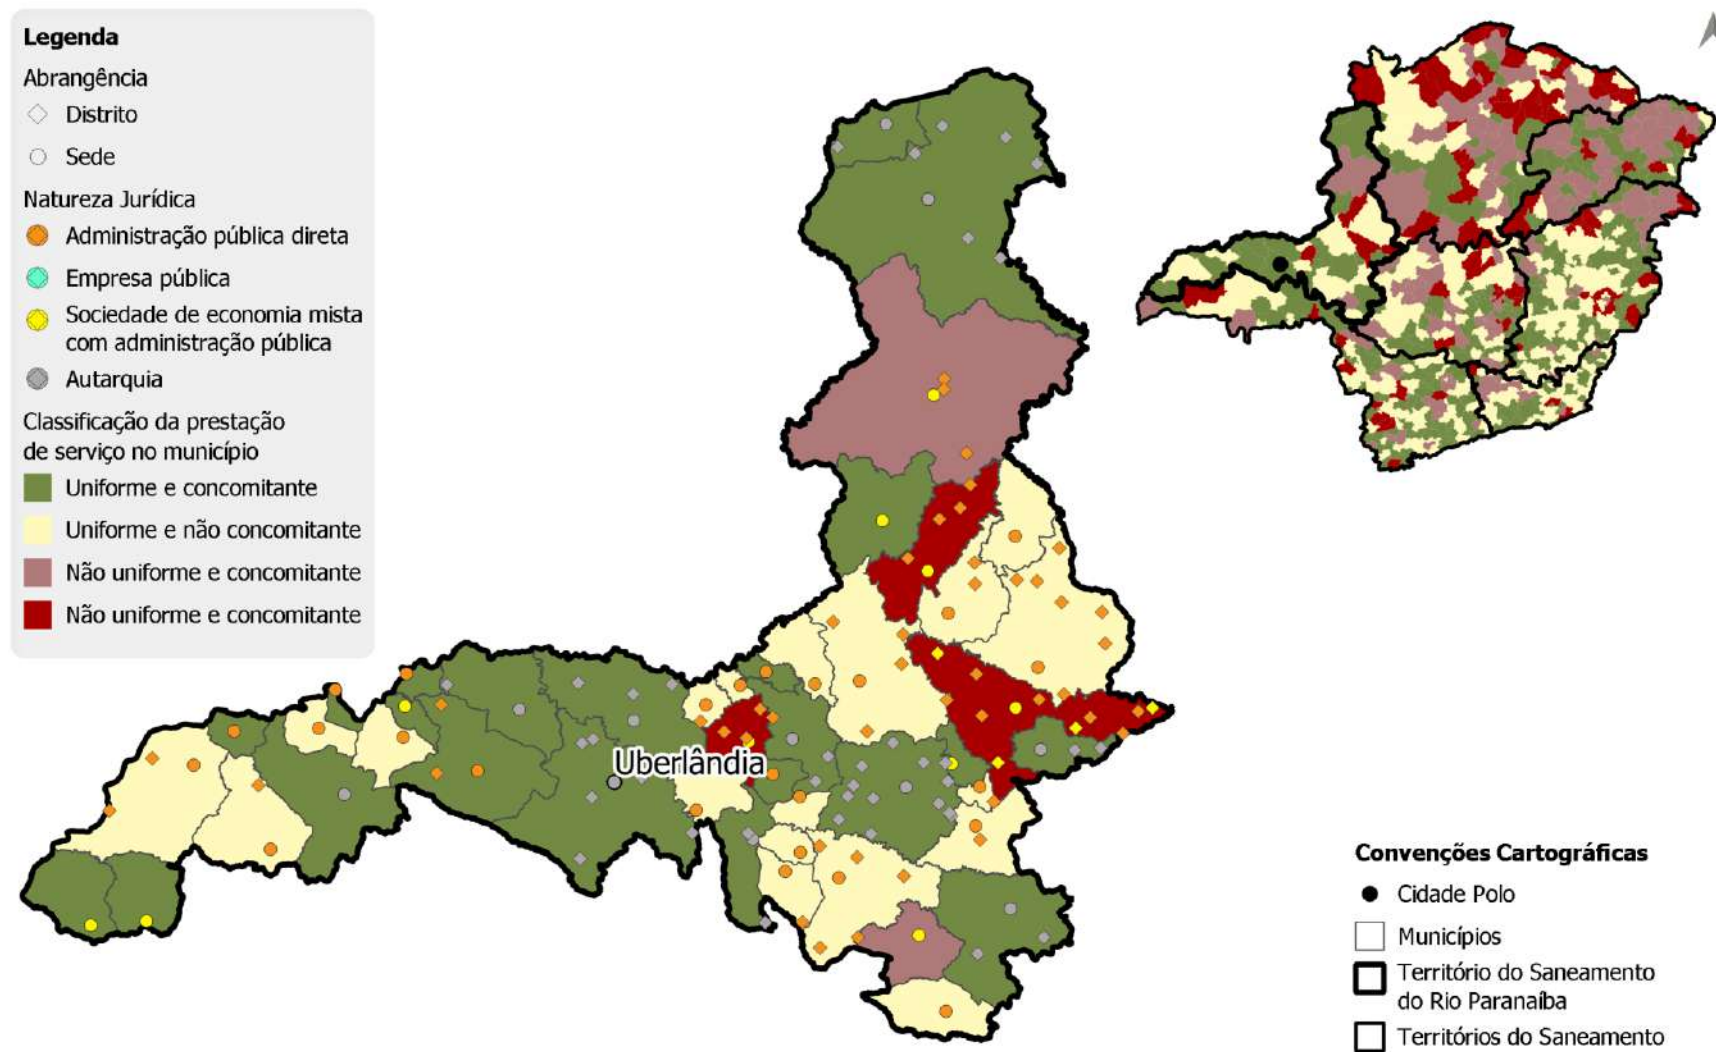 Legenda
Abrangência
Distrito
Sede
Natureza Jurídica
Administração pública direta
Empresa pública
Sociedade de economia mista
com administração pública
Autarquia
Classificação da prestação
de serviço no município
Uniforme e concomitante
Uniforme e não concomitante
Não uniforme e concomitante
Não uniforme e concomitante
Uberlândia
Convenções Cartográficas
Cidade Polo
Municípios
Território do Saneamento
do Rio Paranaíba
Territórios do Saneamento